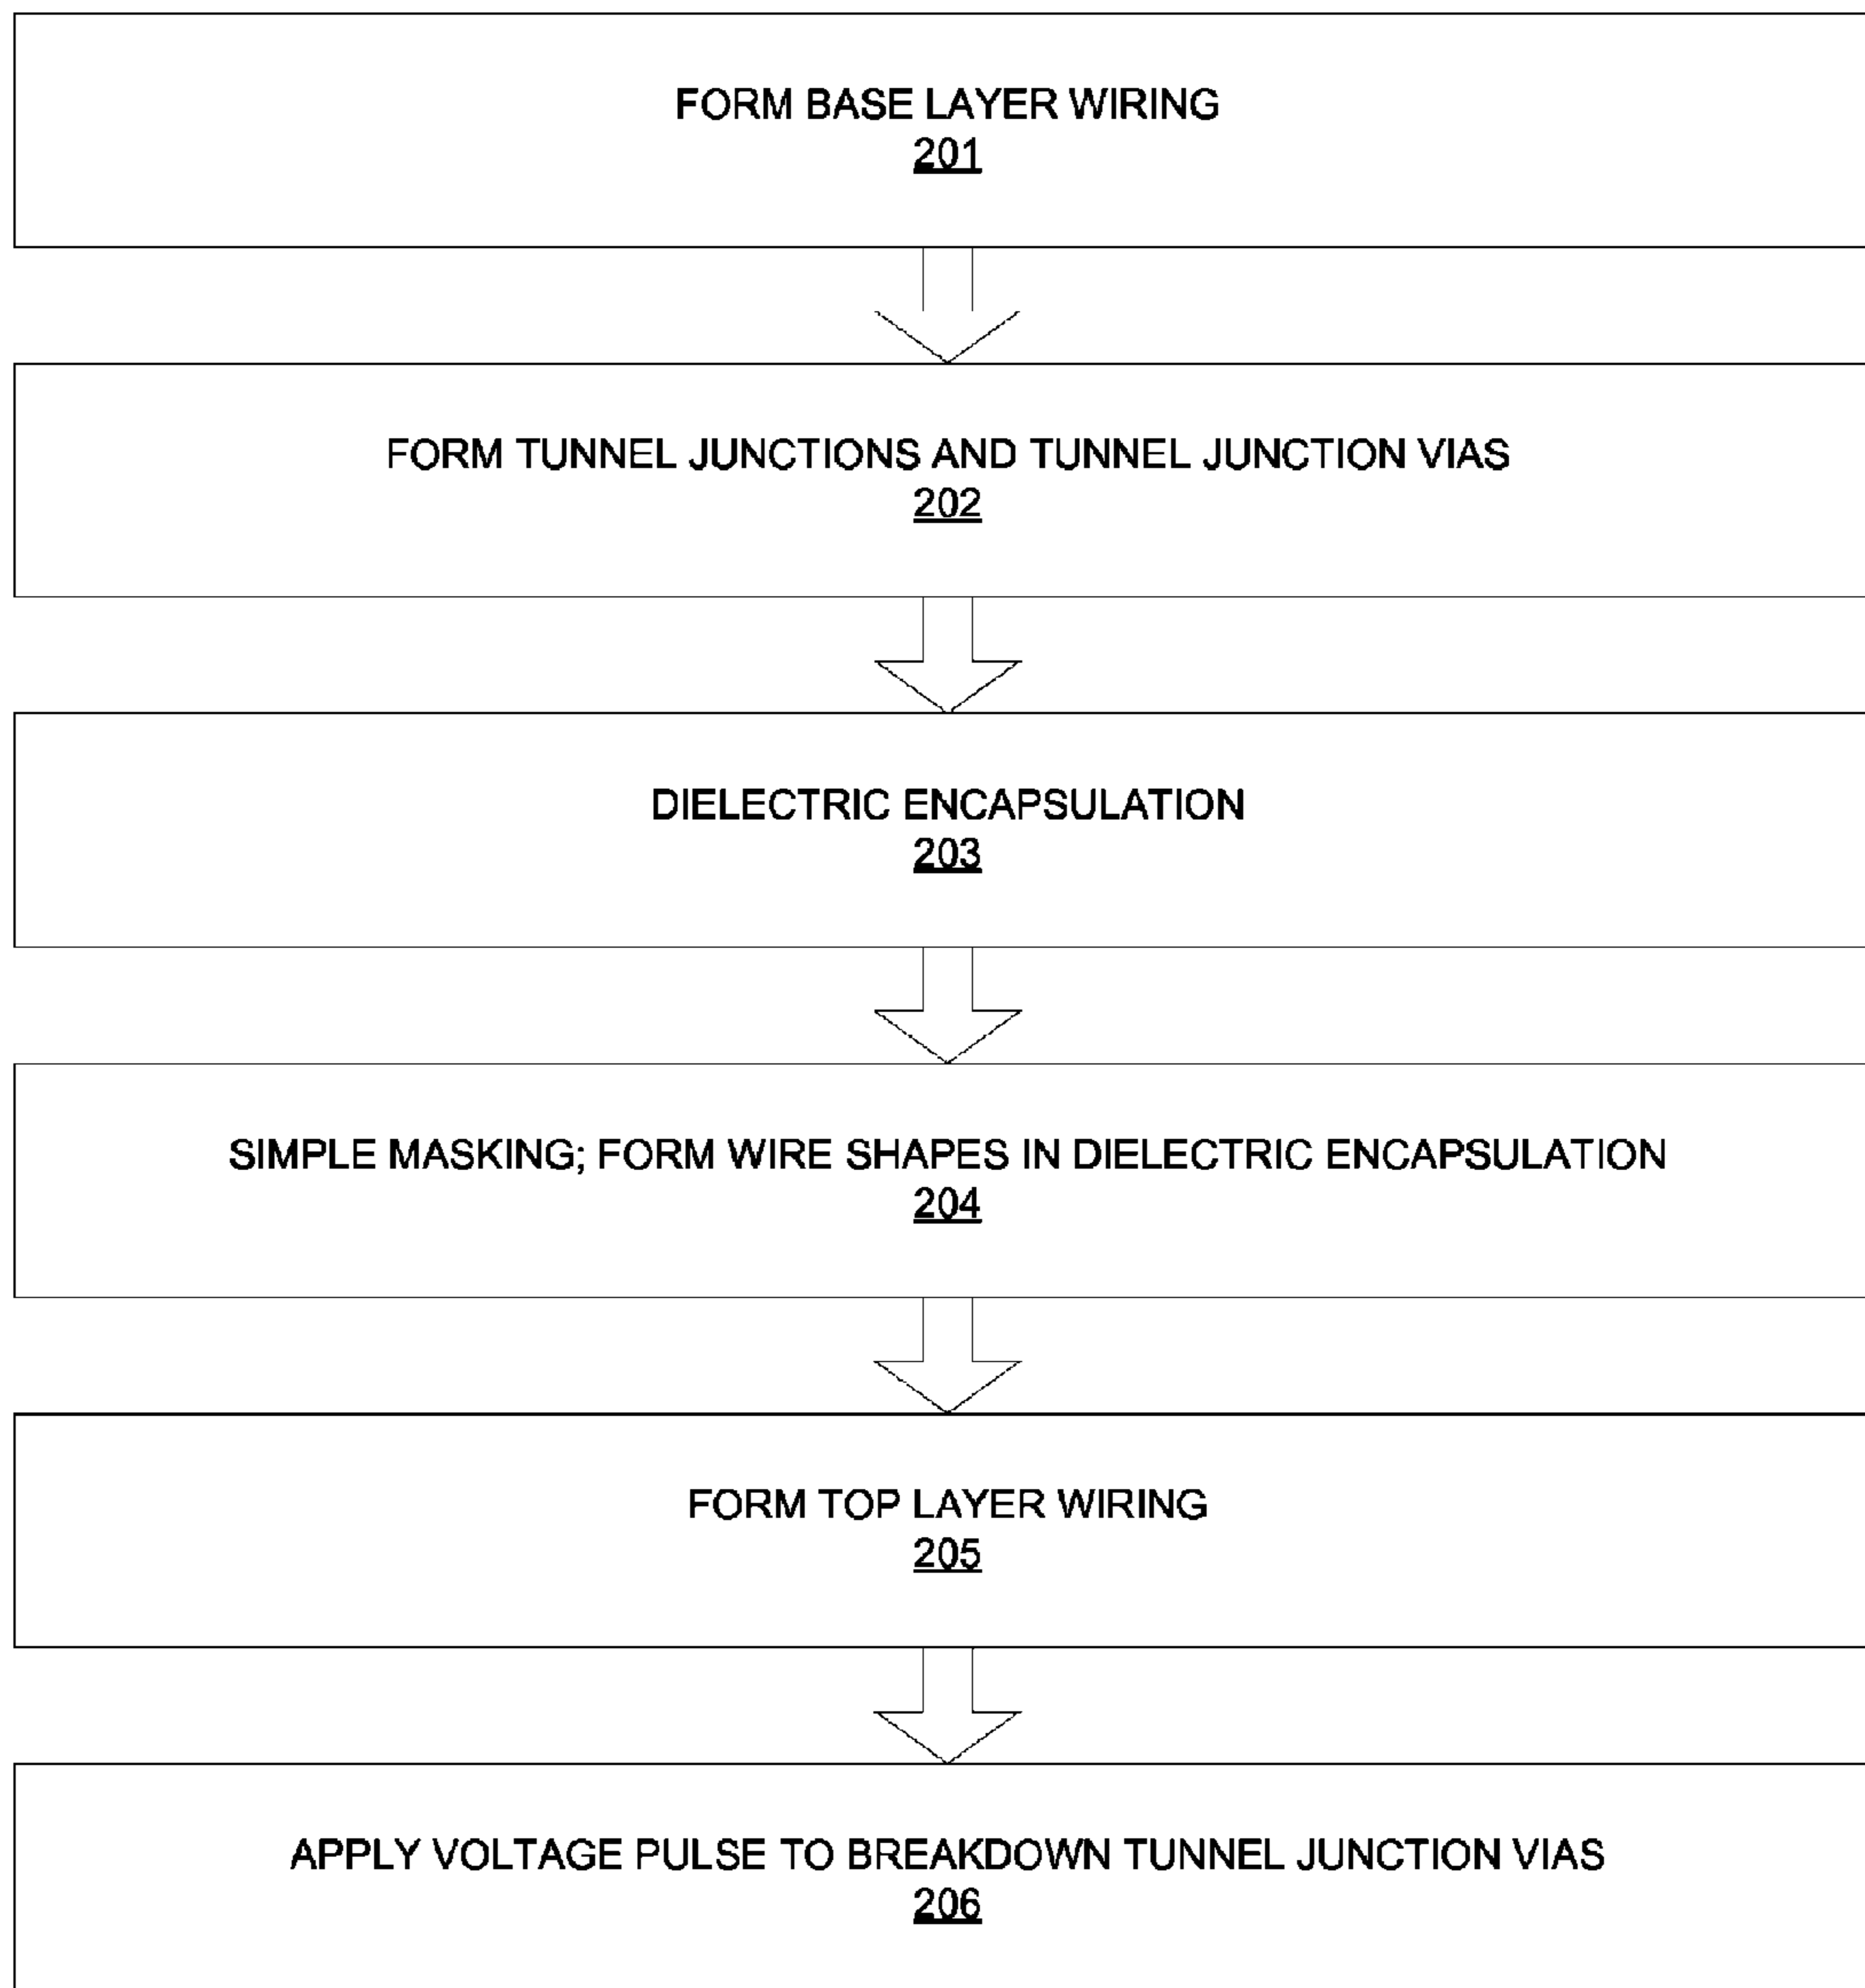 FORM BASE LAYER WIRING
201
FORM TUNNEL JUNCTIONS AND TUNNEL JUNCTION VIAS
202
DIELECTRIC ENCAPSULATION
203
SIMPLE MASKING; FORM WIRE SHAPES IN DIELECTRIC ENCAPSULATION
204
FORM TOP LAYER WIRING
205
APPLY VOLTAGE PULSE TO BREAKDOWN TUNNEL JUNCTION VIAS
206